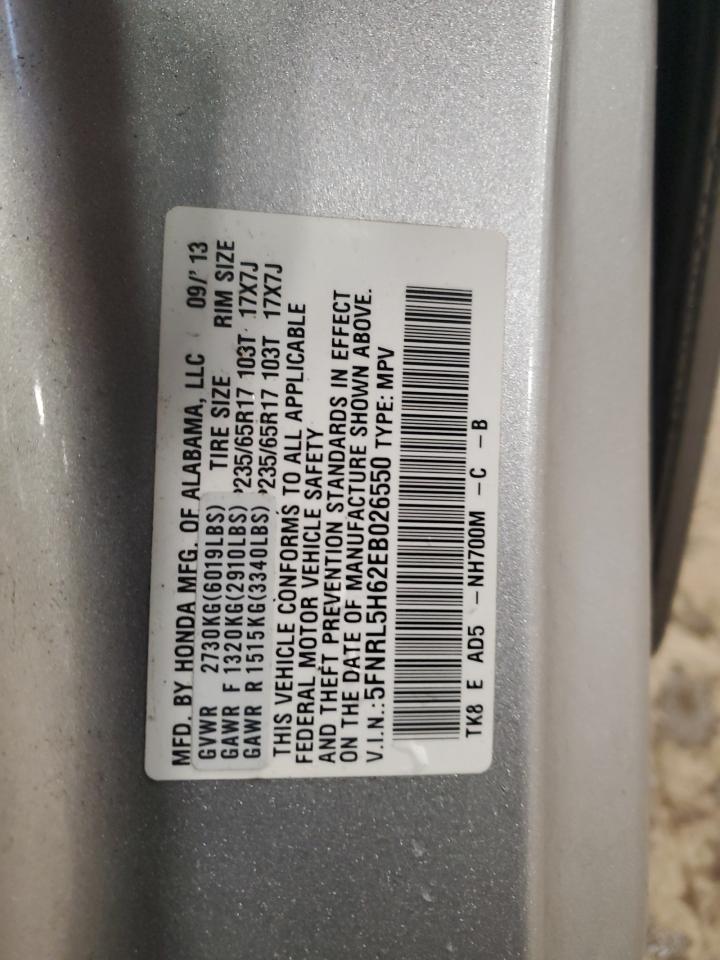 MFD. BY HONDA MFG. OF ALABAMA, LLC 09/' 13
TIRE SIZE RIM SIZE
GVWR 2730KG(6019LBS)
GAWR F 1320KG(2910LBS) P235/65R17 103T 17X7J
GAWR R 1515KG(3340LBS) P235/65R17 103T 17X7J
THIS VEHICLE CONFORMS TO ALL APPLICABLE
FEDERAL MOTOR VEHICLE SAFETY
AND THEFT PREVENTION STANDARDS IN EFFECT
ON THE DATE OF MANUFACTURE SHOWN ABOVE.
V.I.N.:5FNRL5H62EB026550 TYPE: MPV
TK8 E AD5 -NH700M -C -B